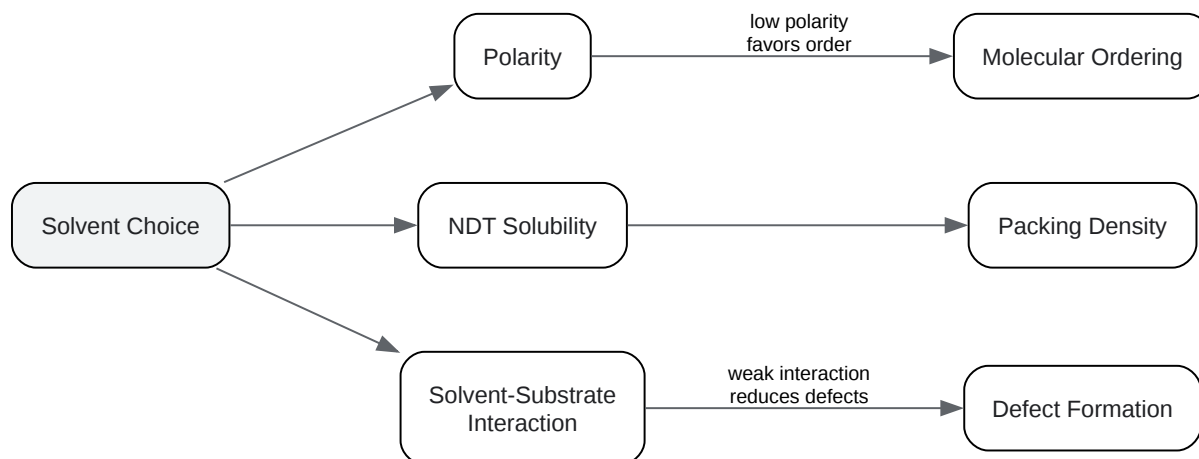 Polarity
low polarity
favors order
Molecular Ordering
Solvent Choice
NDT Solubility
Packing Density
Solvent-Substrate
Interaction
weak interaction
reduces defects
Defect Formation